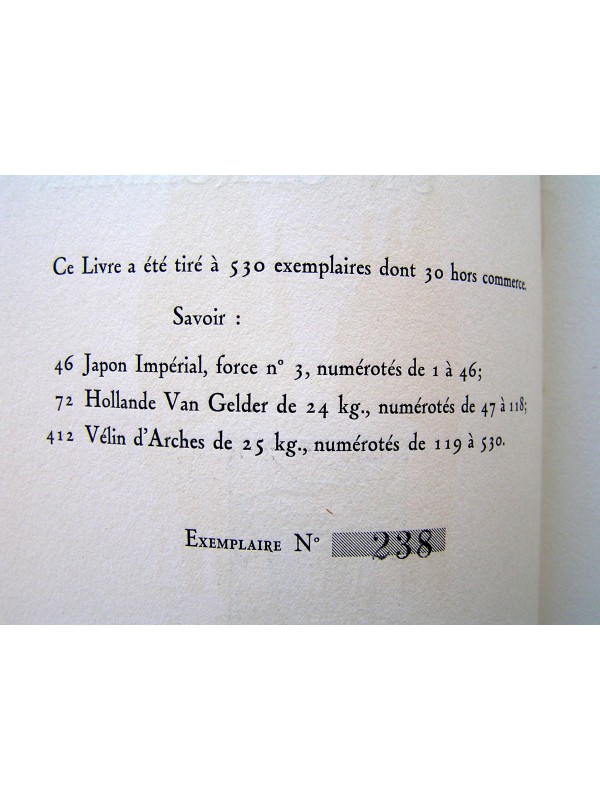 Ce Livre a été tiré à 530 exemplaires dont 30 hors commerce.
Savoir :
46 Japon Impérial, force n° 3, numérotés de 1 à 46;
72 Hollande Van Gelder de 24 kg., numérotés de 47 à 118;
412 Vélin d'Arches de 25 kg., numérotés de 119 à 530.
Exemplaire N° 238